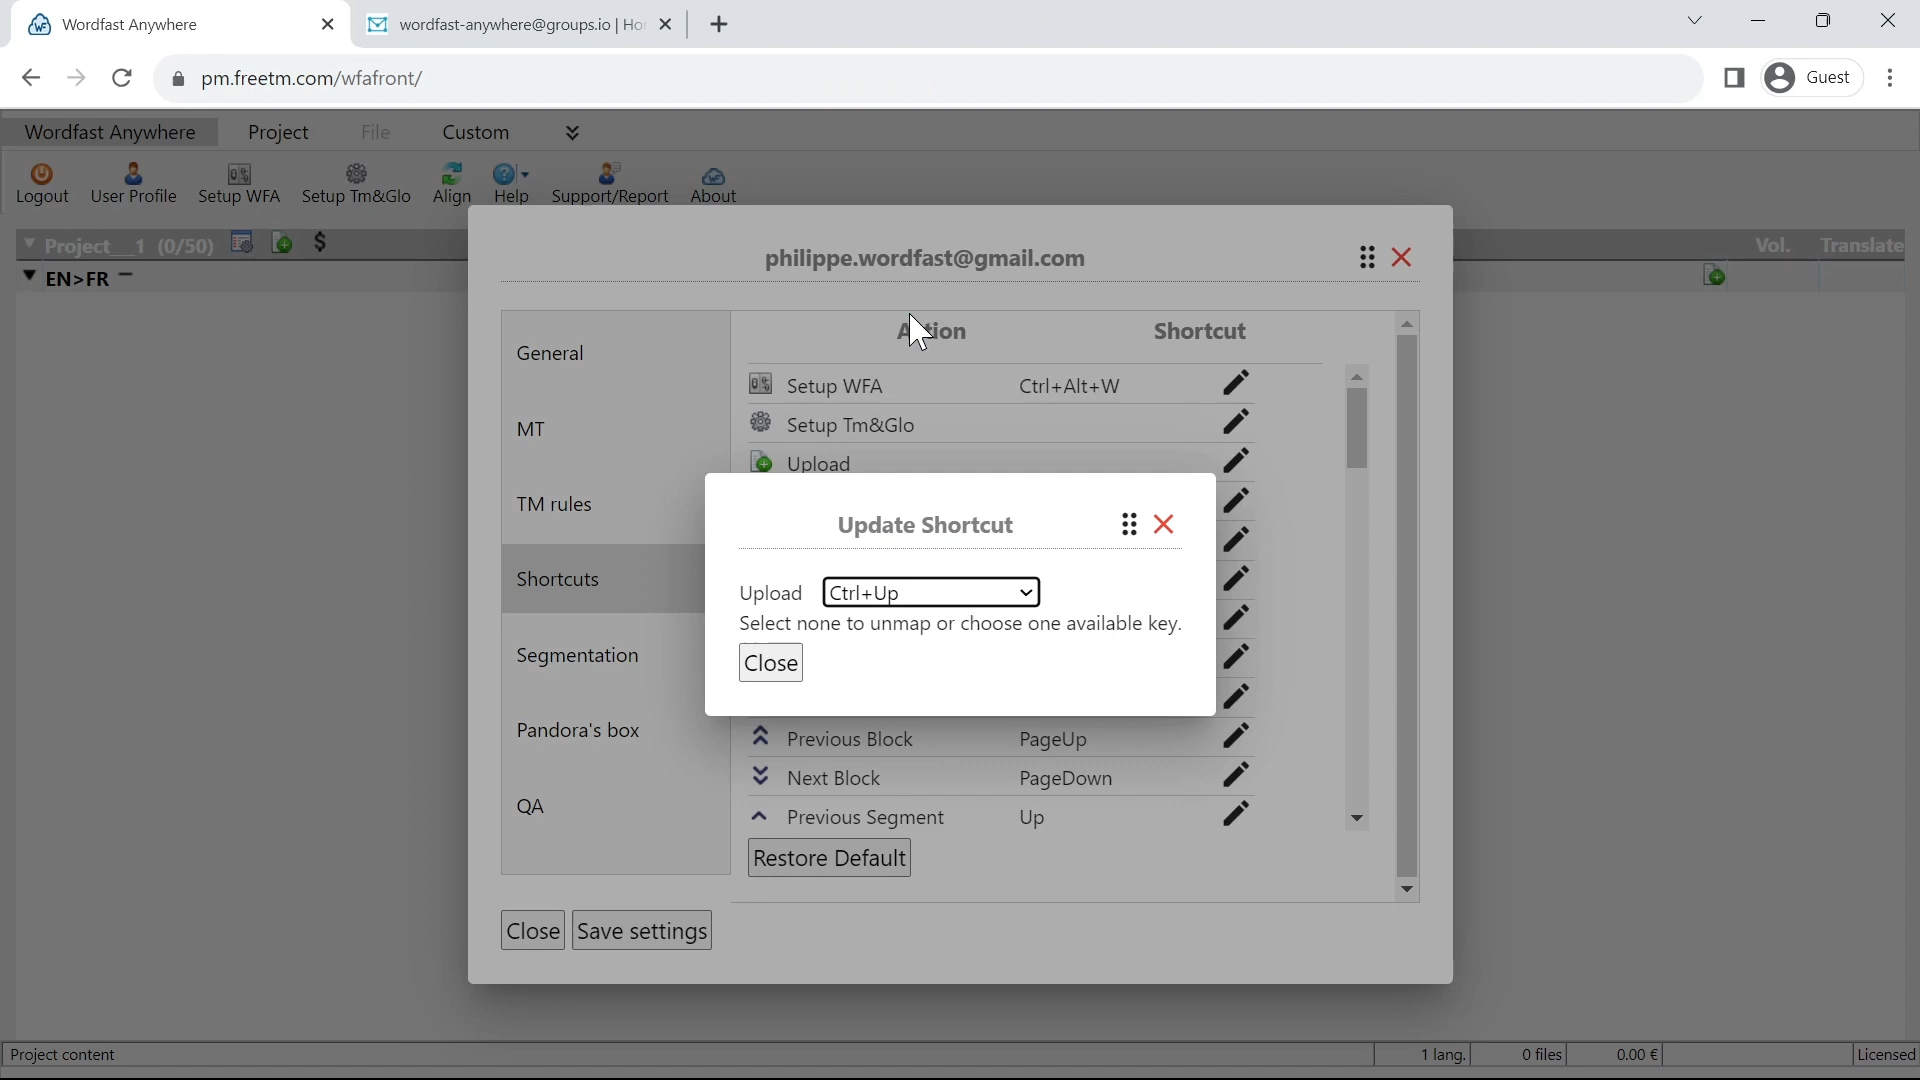 Wordfast Anywhere
wordfast-anywhere@groups.io | Ho
pm.freetm.com/wfafront/
Guest
Wordfast Anywhere Project File Custom
Logout User Profile Setup WFA Setup Tm&Glo Align Help Support/Report About
Project__1 (0/50) $ Vol. Translate
EN>FR
philippe.wordfast@gmail.com
General
MT
TM rules
Shortcuts
Segmentation
Pandora's box
QA
Action Shortcut
Setup WFA Ctrl+Alt+W
Setup Tm&Glo
Upload
Update Shortcut
Upload Ctrl+Up
Select none to unmap or choose one available key.
Close
Previous Block PageUp
Next Block PageDown
Previous Segment Up
Restore Default
Close Save settings
Project content 1 lang. 0 files 0.00 € Licensed